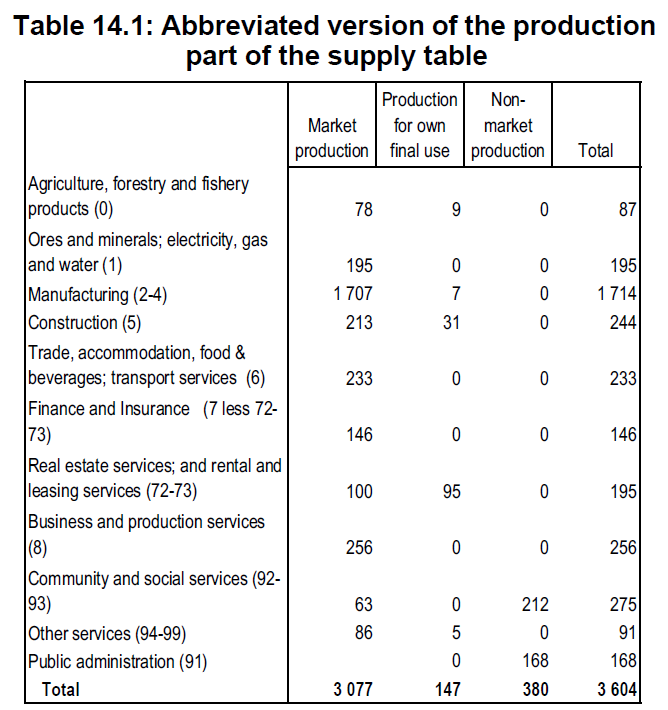 Table 14.1: Abbreviated version of the production
part of the supply table
Production Non-
Market for own market
production final use production Total
Agriculture, forestry and fishery
products (0) 78 9 0 87
Ores and minerals; electricity, gas
and water (1) 195 0 0 195
Manufacturing (2-4) 1 707 7 0 1 714
Construction (5) 213 31 0 244
Trade, accommodation, food &
beverages; transport services (6) 233 0 0 233
Finance and Insurance (7 less 72-
73) 146 0 0 146
Real estate services; and rental and
leasing services (72-73) 100 95 0 195
Business and production services
(8) 256 0 0 256
Community and social services (92-
93) 63 0 212 275
Other services (94-99) 86 5 0 91
Public administration (91) 0 168 168
Total 3 077 147 380 3 604